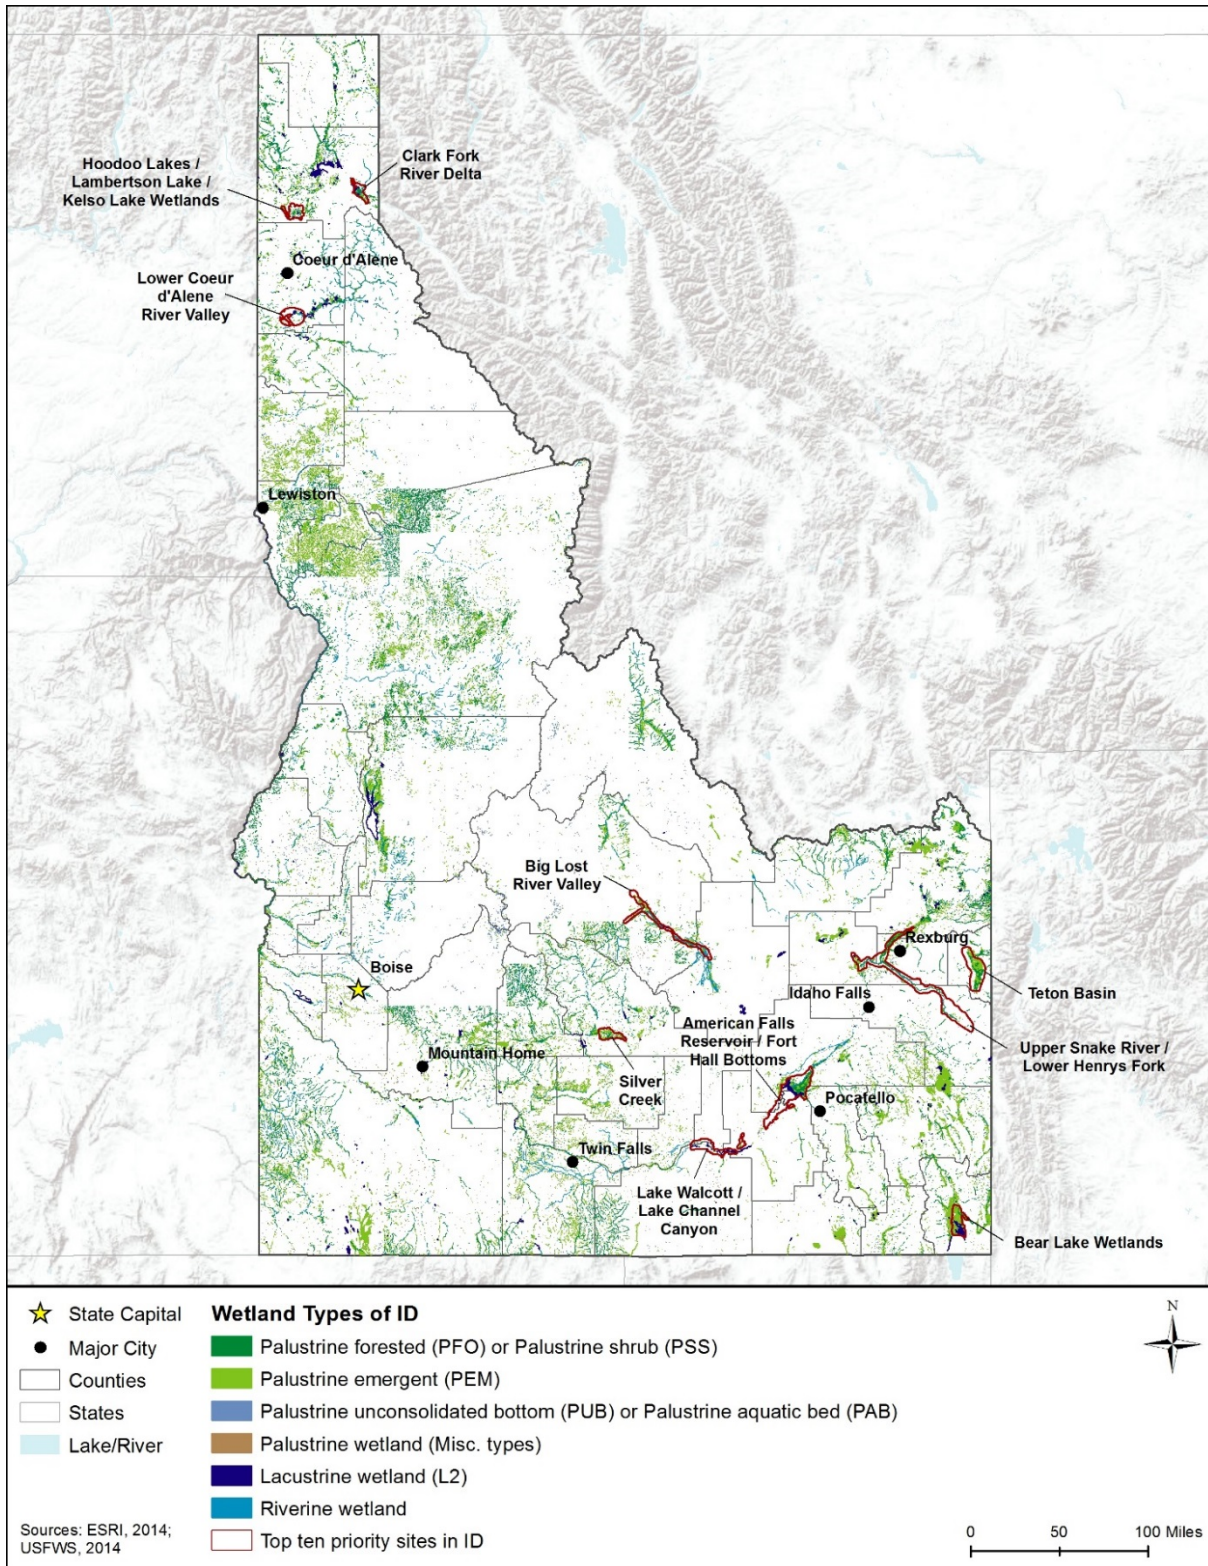 Hoodoo Lakes /
Lambertson Lake /
Kelso Lake Wetlands
Clark Fork
River Delta
Coeur d'Alene
Lower Coeur
d'Alene
River Valley
Lewiston
Big Lost
River Valley
Rexburg
Boise
Idaho Falls
Teton Basin
American Falls
Reservoir / Fort
Hall Bottoms
Upper Snake River /
Lower Henrys Fork
Mountain Home
Silver
Creek
Pocatello
Twin Falls
Lake Walcott /
Lake Channel
Canyon
Bear Lake Wetlands
State Capital
Major City
Counties
States
Lake/River
Sources: ESRI, 2014;
USFWS, 2014
Wetland Types of ID
Palustrine forested (PFO) or Palustrine shrub (PSS)
Palustrine emergent (PEM)
Palustrine unconsolidated bottom (PUB) or Palustrine aquatic bed (PAB)
Palustrine wetland (Misc. types)
Lacustrine wetland (L2)
Riverine wetland
Top ten priority sites in ID
N
0 50 100 Miles